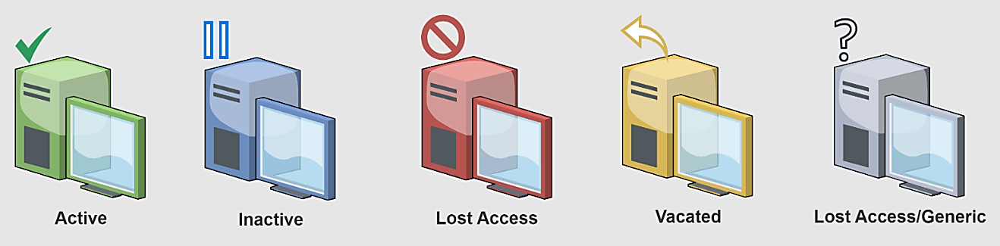 ?
Active
Inactive
Lost Access
Vacated
Lost Access/Generic